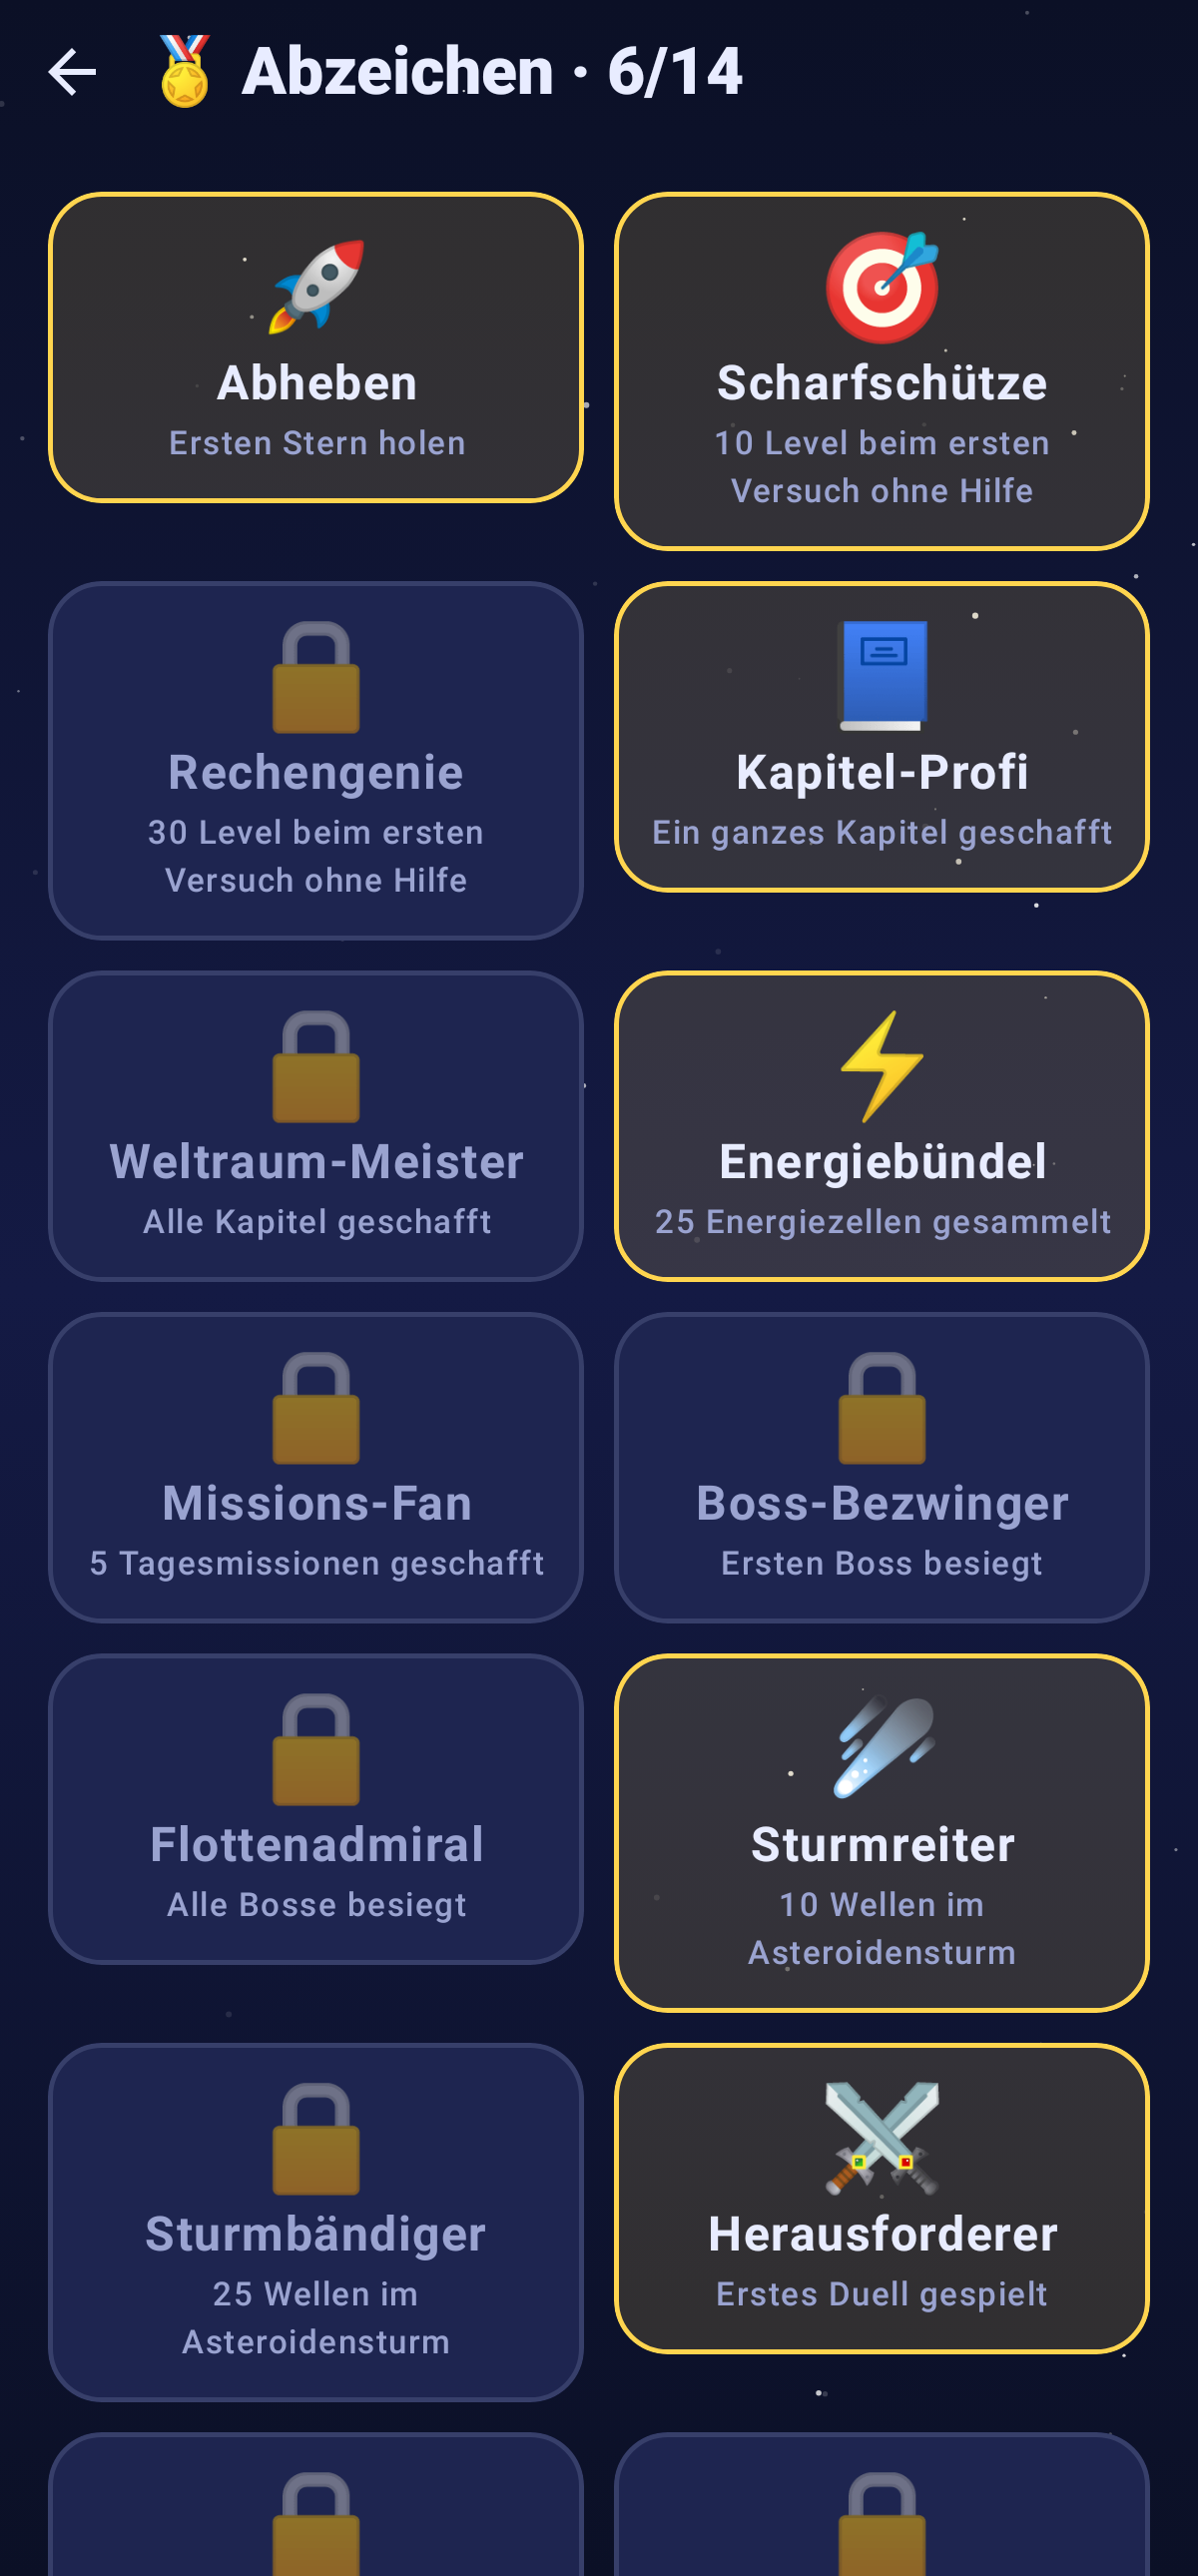 Abzeichen · 6/14
Abheben
Ersten Stern holen
Scharfschütze
10 Level beim ersten
Versuch ohne Hilfe
Rechengenie
30 Level beim ersten
Versuch ohne Hilfe
Kapitel-Profi
Ein ganzes Kapitel geschafft
Weltraum-Meister
Alle Kapitel geschafft
Energiebündel
25 Energiezellen gesammelt
Missions-Fan
5 Tagesmissionen geschafft
Boss-Bezwinger
Ersten Boss besiegt
Flottenadmiral
Alle Bosse besiegt
Sturmreiter
10 Wellen im
Asteroidensturm
Sturmbändiger
25 Wellen im
Asteroidensturm
Herausforderer
Erstes Duell gespielt